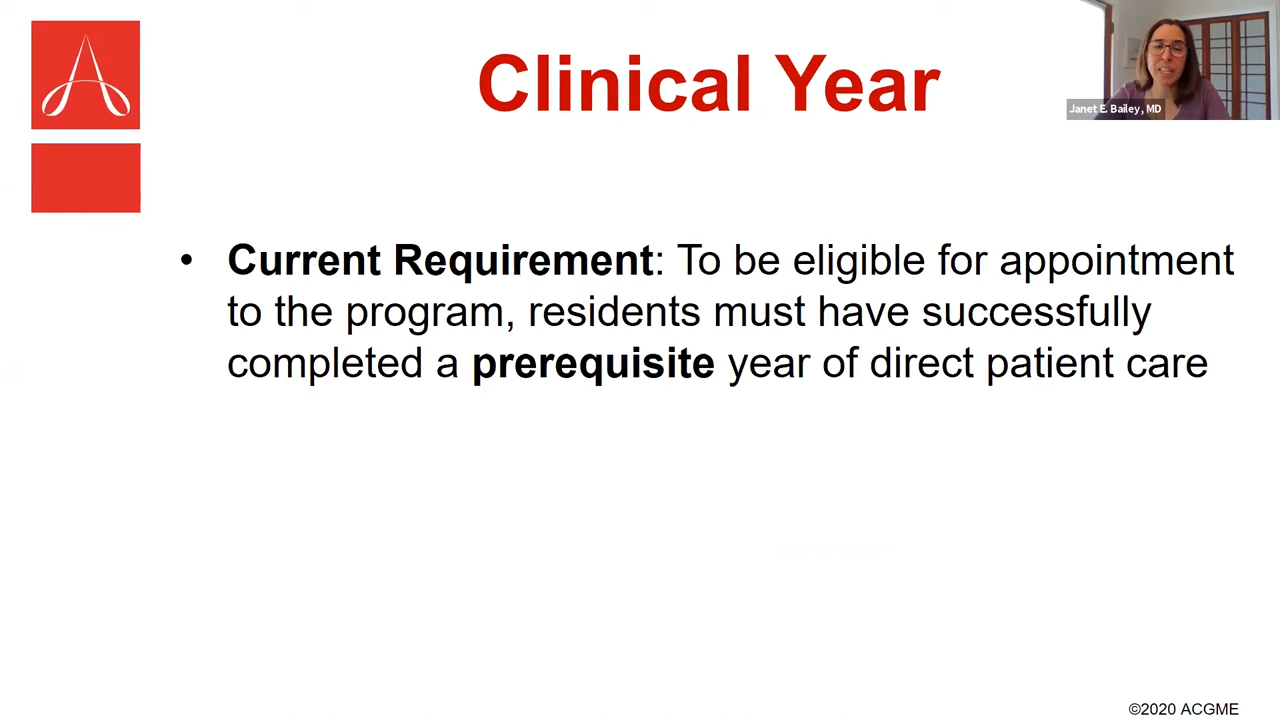 Clinical Year
Janet E. Bailey, MD
• Current Requirement: To be eligible for appointment
to the program, residents must have successfully
completed a prerequisite year of direct patient care
©2020 ACGME